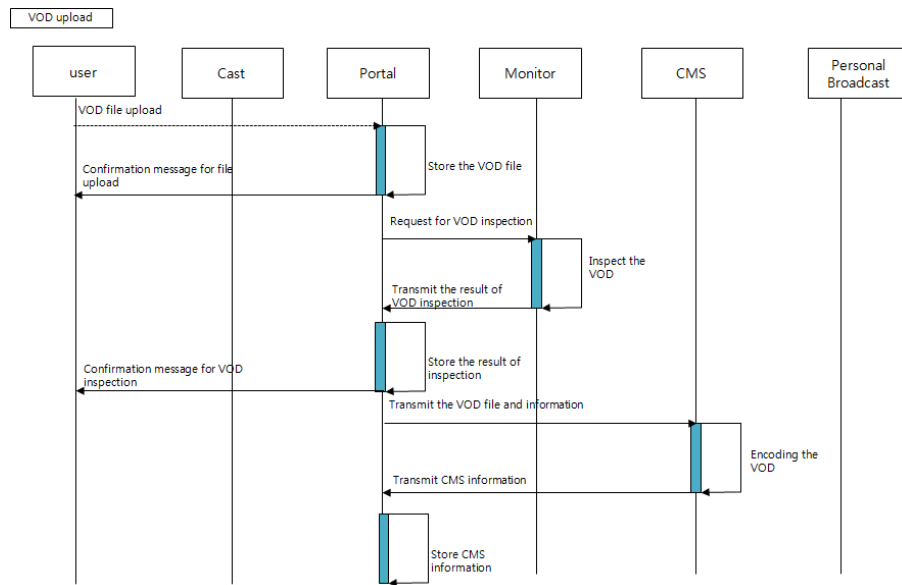 VOD upload
user
Cast
Portal
Monitor
CMS
Personal
Broadcast
VOD file upload
Store the VOD file
Confirmation message for file
upload
Request for VOD inspection
Inspect the
VOD
Transmit the result of
VOD inspection
Store the result of
inspection
Confirmation message for VOD
inspection
Transmit the VOD file and information
Encoding the
VOD
Transmit CMS information
Store CMS
information